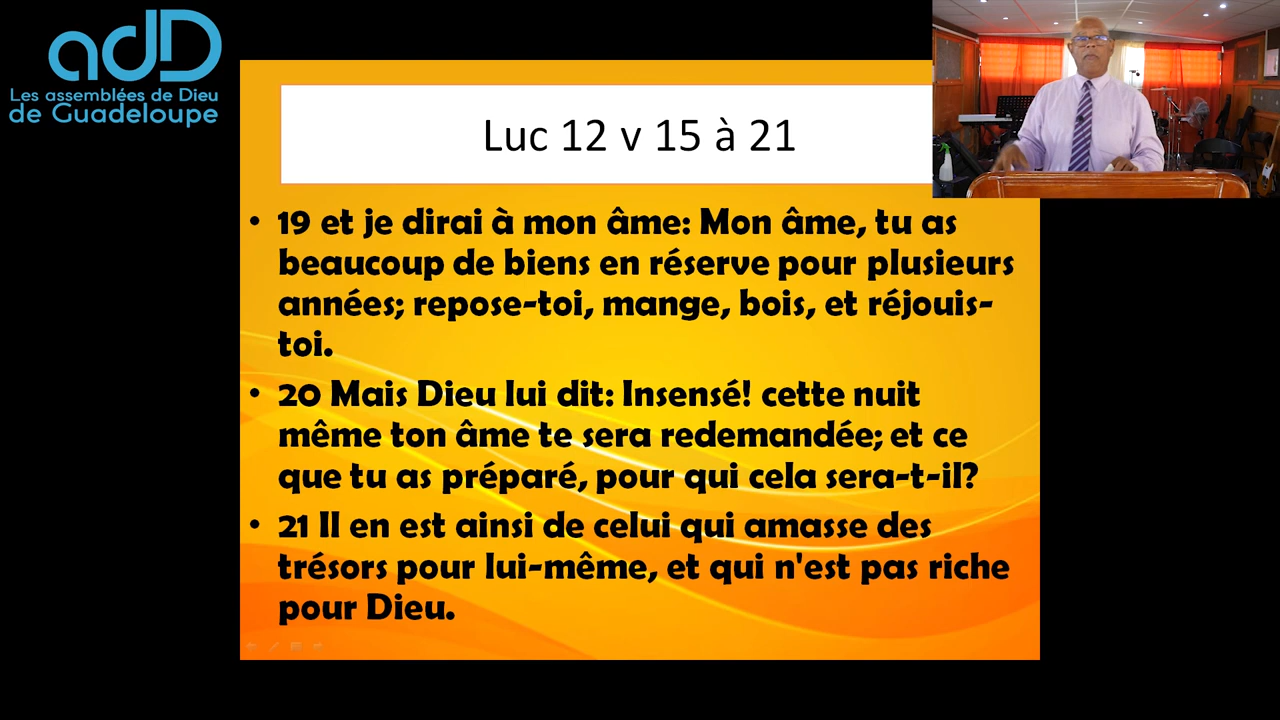 adD
Les assemblées de Dieu
de Guadeloupe
Luc 12 v 15 à 21
• 19 et je dirai à mon âme: Mon âme, tu as
beaucoup de biens en réserve pour plusieurs
années; repose-toi, mange, bois, et réjouis-
toi.
• 20 Mais Dieu lui dit: Insensé! cette nuit
même ton âme te sera redemandée; et ce
que tu as préparé, pour qui cela sera-t-il?
• 21 Il en est ainsi de celui qui amasse des
trésors pour lui-même, et qui n'est pas riche
pour Dieu.